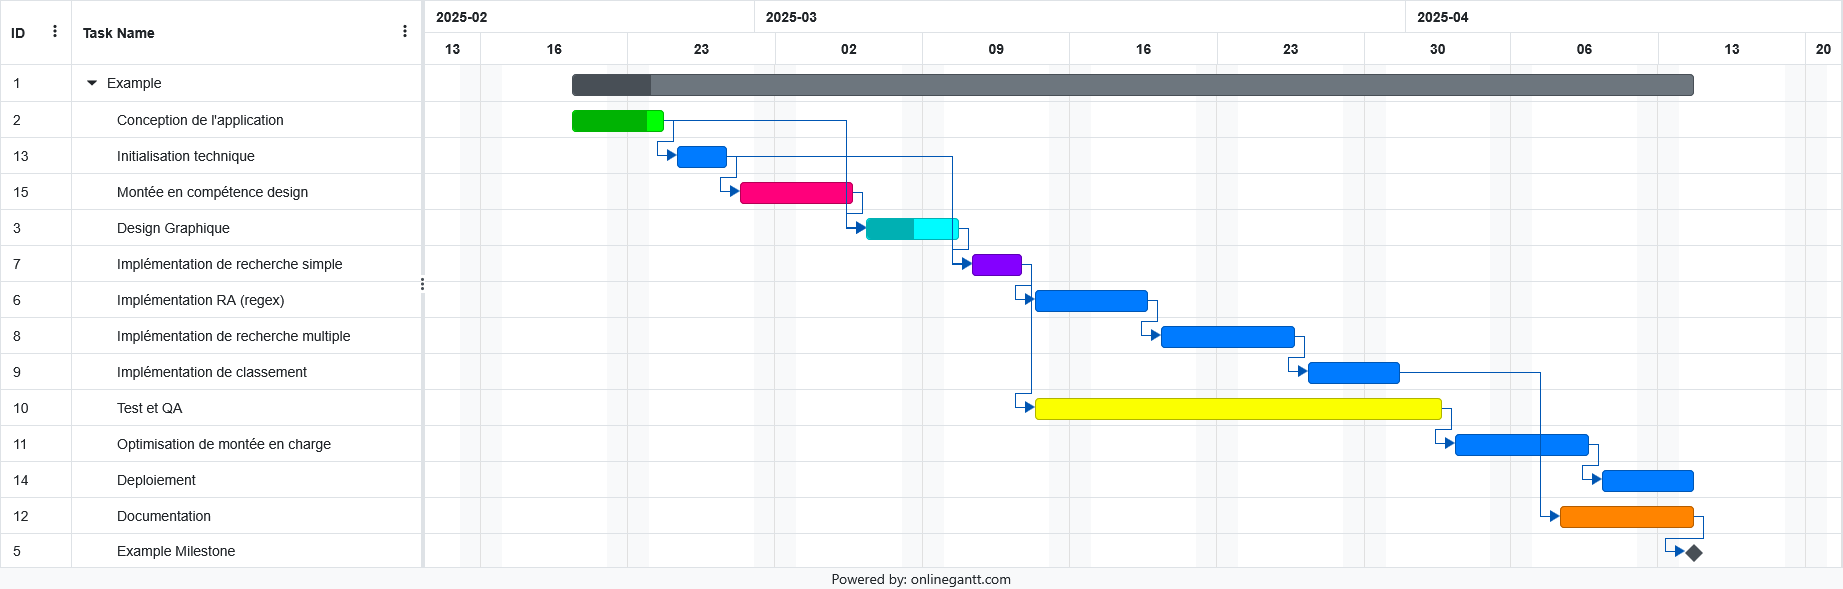 2025-02 2025-03 2025-04
ID Task Name
13 16 23 02 09 16 23 30 06 13 20
1 Example
2 Conception de l'application
13 Initialisation technique
15 Montée en compétence design
3 Design Graphique
7 Implémentation de recherche simple
6 Implémentation RA (regex)
8 Implémentation de recherche multiple
9 Implémentation de classement
10 Test et QA
11 Optimisation de montée en charge
14 Deploiement
12 Documentation
5 Example Milestone
Powered by: onlinegantt.com